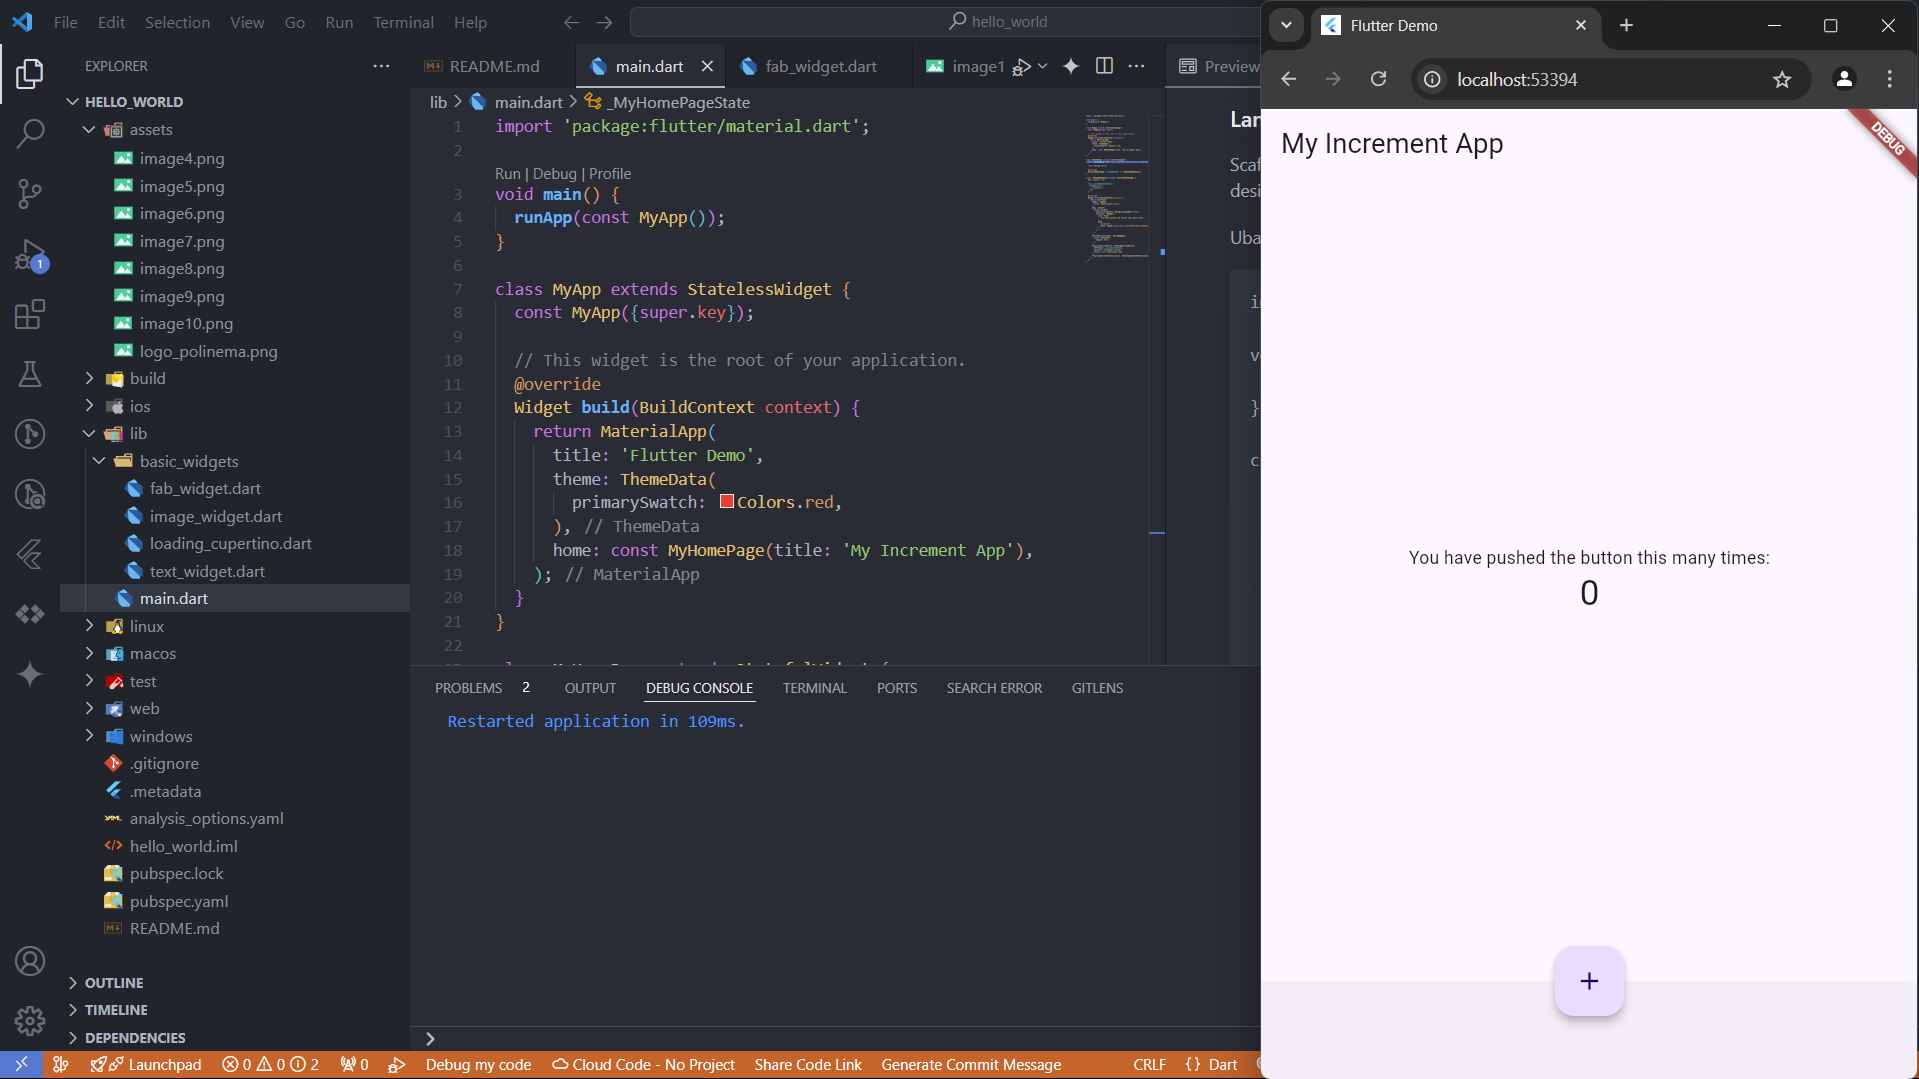 File Edit Selection View Go Run Terminal Help
hello_world
EXPLORER
HELLO_WORLD
assets
image4.png
image5.png
image6.png
image7.png
image8.png
image9.png
image10.png
logo_polinema.png
build
ios
lib
basic_widgets
fab_widget.dart
image_widget.dart
loading_cupertino.dart
text_widget.dart
main.dart
linux
macos
test
web
windows
.gitignore
.metadata
analysis_options.yaml
hello_world.iml
pubspec.lock
pubspec.yaml
README.md
OUTLINE
TIMELINE
DEPENDENCIES
README.md main.dart fab_widget.dart image1 Preview
lib > main.dart > _MyHomePageState
1 import 'package:flutter/material.dart';
2
Run | Debug | Profile
3 void main() {
4 runApp(const MyApp());
5 }
6
7 class MyApp extends StatelessWidget {
8 const MyApp({super.key});
9
10 // This widget is the root of your application.
11 @override
12 Widget build(BuildContext context) {
13 return MaterialApp(
14 title: 'Flutter Demo',
15 theme: ThemeData(
16 primarySwatch: Colors.red,
17 ), // ThemeData
18 home: const MyHomePage(title: 'My Increment App'),
19 ); // MaterialApp
20 }
21 }
22
Lan
Scaf
desi
Uba
in
vo
}
c
PROBLEMS 2 OUTPUT DEBUG CONSOLE TERMINAL PORTS SEARCH ERROR GITLENS
Restarted application in 109ms.
1
Launchpad 0 0 2 0 Debug my code Cloud Code - No Project Share Code Link Generate Commit Message CRLF {} Dart
Flutter Demo
localhost:53394
My Increment App
DEBUG
You have pushed the button this many times:
0
+